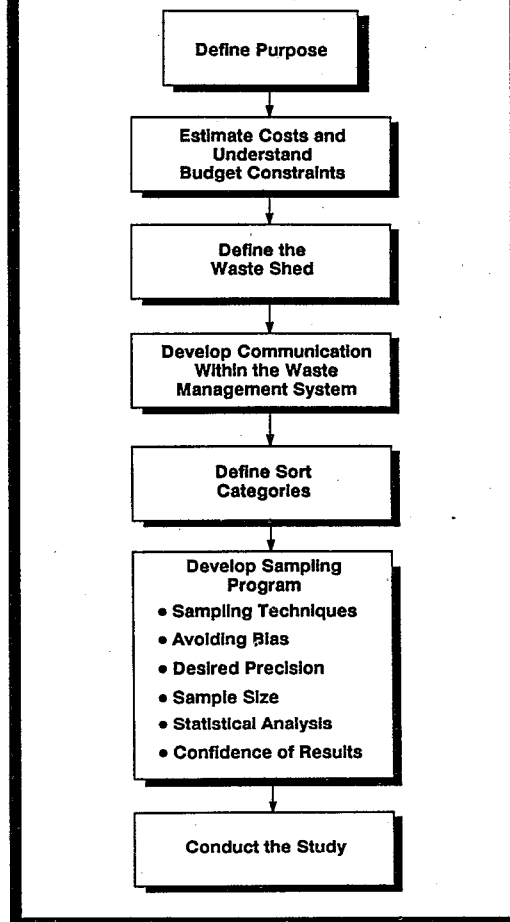 Define Purpose
Estimate Costs and
Understand
Budget Constraints
Define the
Waste Shed
Develop Communication
Within the Waste
Management System
Define Sort
Categories
Develop Sampling
Program
• Sampling Techniques
• Avoiding Bias
• Desired Precision
• Sample Size
• Statistical Analysis
• Confidence of Results
Conduct the Study